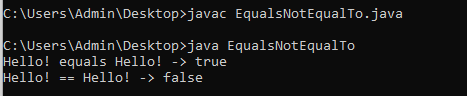 C:\Users\Admin\Desktop>javac EqualsNotEqualTo.java
C:\Users\Admin\Desktop>java EqualsNotEqualTo
Hello! equals Hello! -> true
Hello! == Hello! -> false